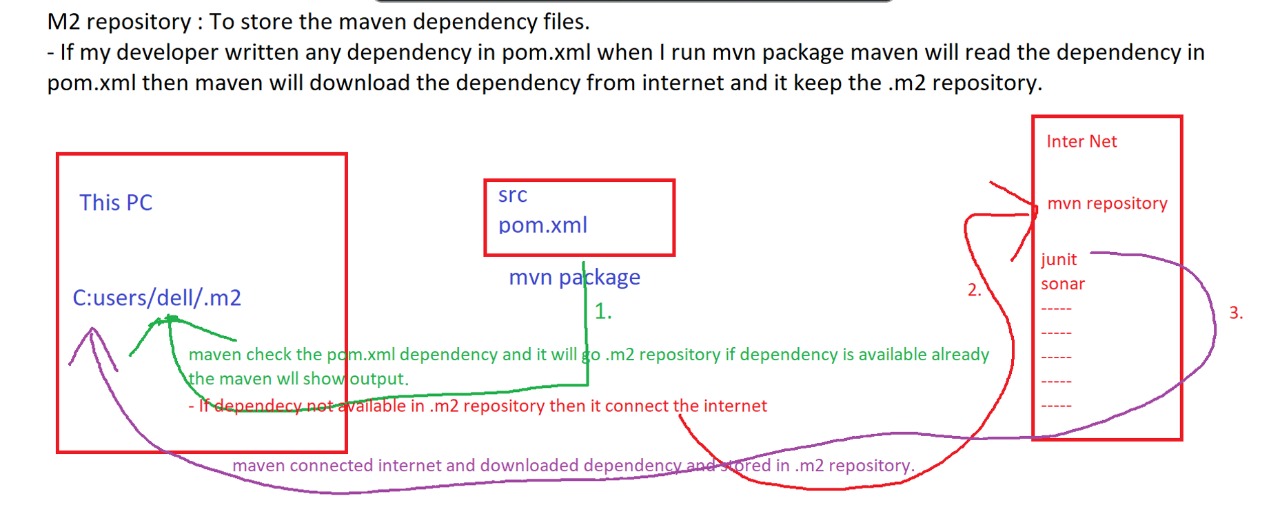 M2 repository : To store the maven dependency files.
- If my developer written any dependency in pom.xml when I run mvn package maven will read the dependency in
pom.xml then maven will download the dependency from internet and it keep the .m2 repository.
This PC
C:users/dell/.m2
src
pom.xml
mvn package
1.
Inter Net
mvn repository
junit
sonar
-----
-----
-----
-----
-----
2.
3.
maven check the pom.xml dependency and it will go .m2 repository if dependency is available already
the maven wll show output.
- If dependecy not available in .m2 repository then it connect the internet
maven connected internet and downloaded dependency and stored in .m2 repository.